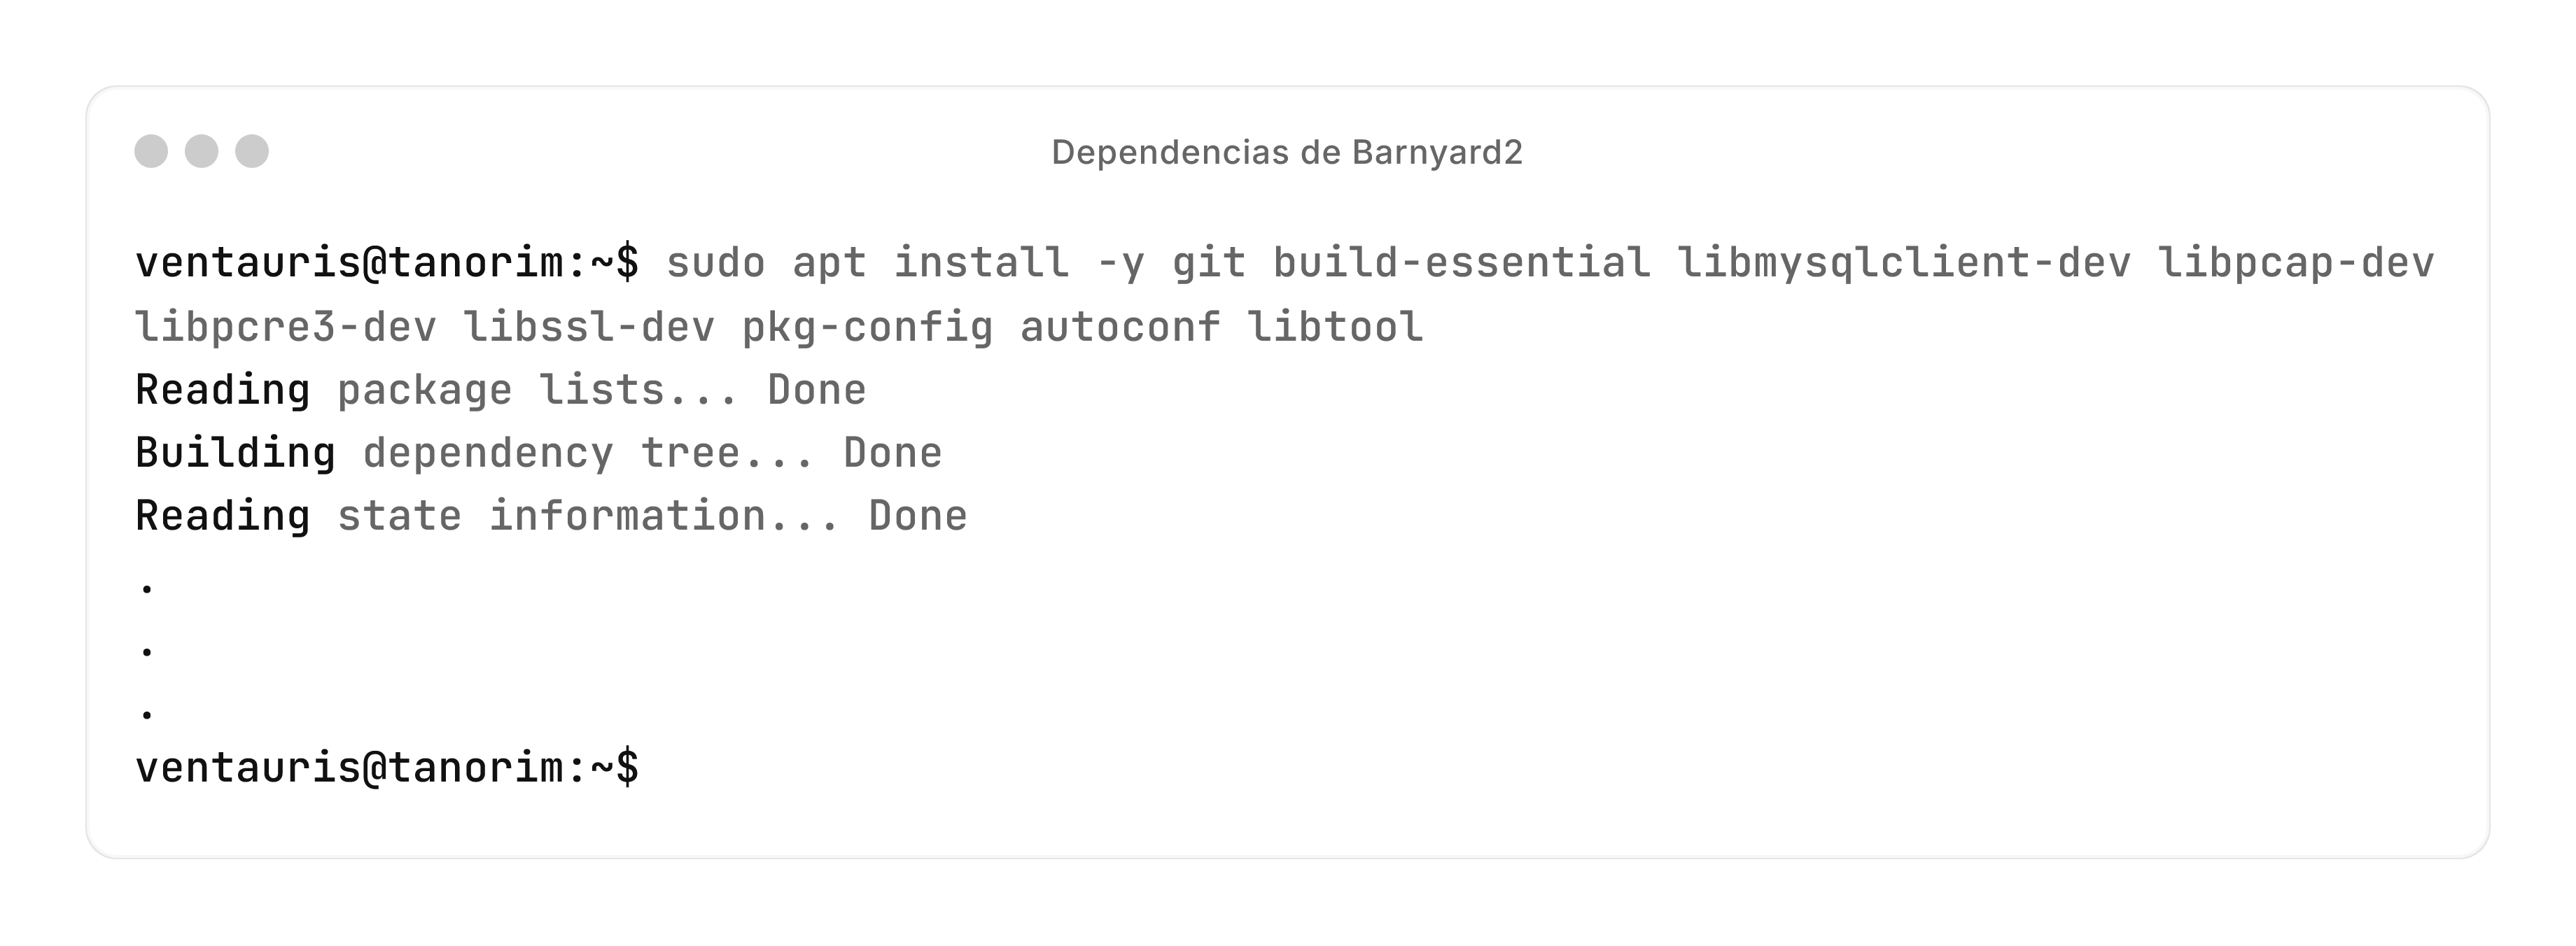 Dependencias de Barnyard2
ventauris@tanorim:~$ sudo apt install -y git build-essential libmysqlclient-dev libpcap-dev
libpcre3-dev libssl-dev pkg-config autoconf libtool
Reading package lists... Done
Building dependency tree... Done
Reading state information... Done
.
.
.
ventauris@tanorim:~$